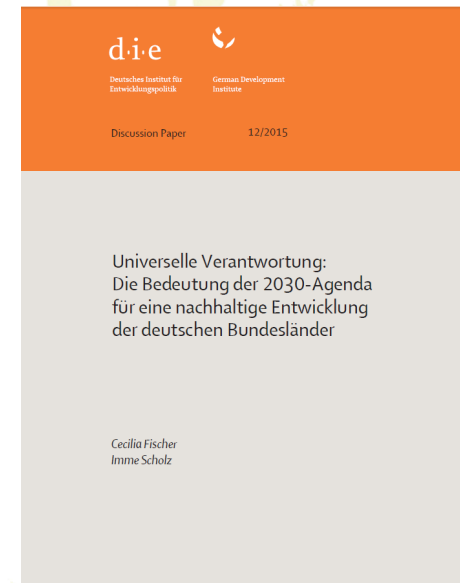 d·i·e
Deutsches Institut für
Entwicklungspolitik
German Development
Institute
Discussion Paper
12/2015
Universelle Verantwortung:
Die Bedeutung der 2030-Agenda
für eine nachhaltige Entwicklung
der deutschen Bundesländer
Cecilia Fischer
Imme Scholz